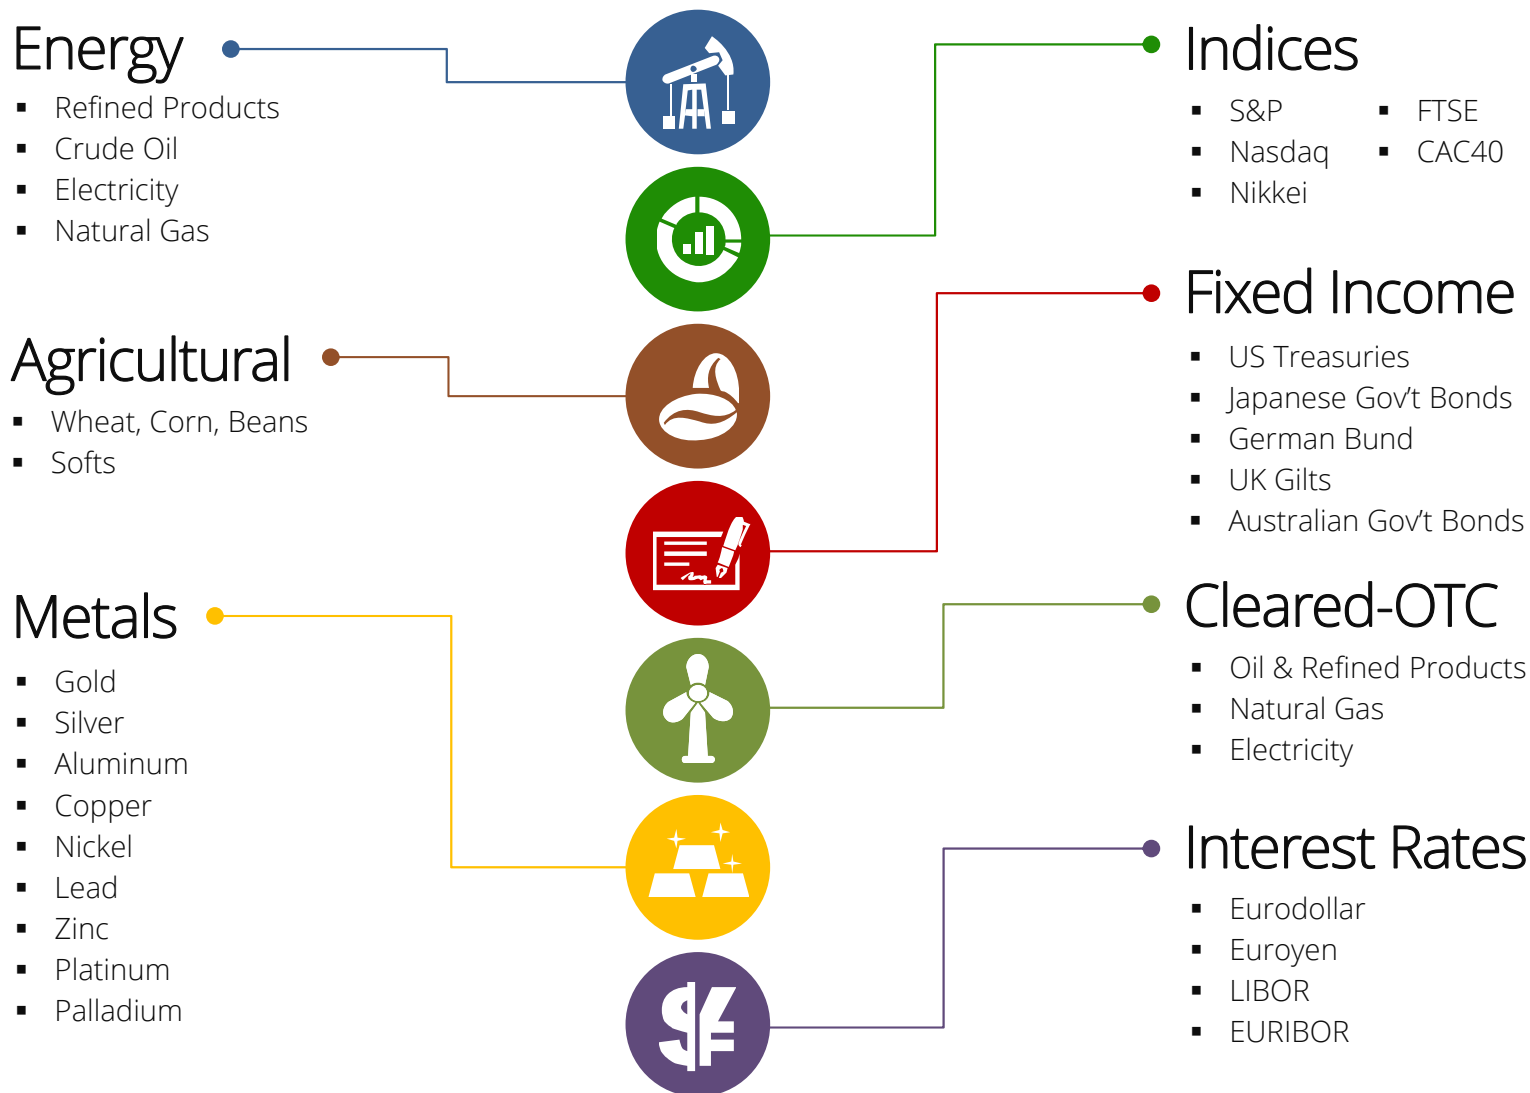 Energy
Refined Products
Crude Oil
Electricity
Natural Gas
Agricultural
Wheat, Corn, Beans
Softs
Metals
Gold
Silver
Aluminum
Copper
Nickel
Lead
Zinc
Platinum
Palladium
Indices
S&P
Nasdaq
Nikkei
FTSE
CAC40
Fixed Income
US Treasuries
Japanese Gov’t Bonds
German Bund
UK Gilts
Australian Gov’t Bonds
Cleared-OTC
Oil & Refined Products
Natural Gas
Electricity
Interest Rates
Eurodollar
Euroyen
LIBOR
EURIBOR